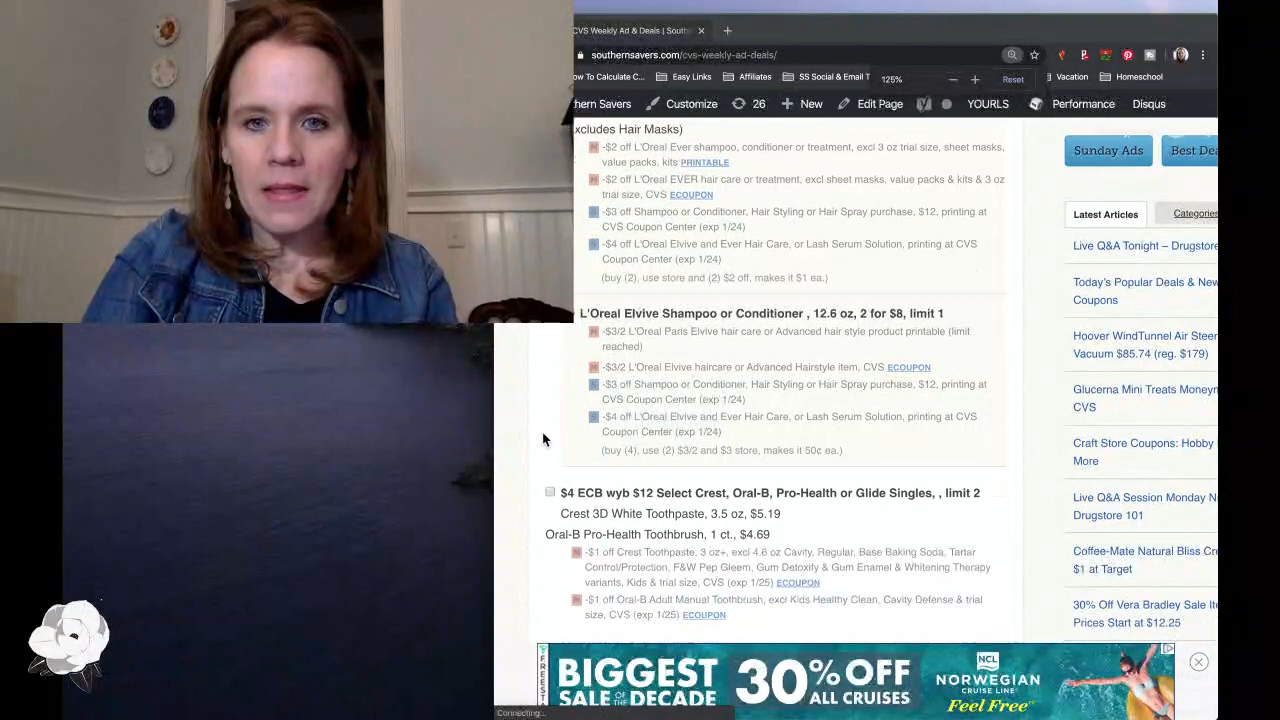 CVS Weekly Ad & Deals | South
southernsavers.com/cvs-weekly-ad-deals/
ow To Calculate C... Easy Links Affiliates SS Social & Email T Vacation Homeschool
125% Reset
thern Savers Customize 26 New Edit Page YOURLS Performance Disqus
xcludes Hair Masks)
M -$2 off L'Oreal Ever shampoo, conditioner or treatment, excl 3 oz trial size, sheet masks,
value packs, kits PRINTABLE
M -$2 off L'Oreal EVER hair care or treatment, excl sheet masks, value packs & kits & 3 oz
trial size, CVS ECOUPON
S -$3 off Shampoo or Conditioner, Hair Styling or Hair Spray purchase, $12, printing at
CVS Coupon Center (exp 1/24)
S -$4 off L'Oreal Elvive and Ever Hair Care, or Lash Serum Solution, printing at CVS
Coupon Center (exp 1/24)
(buy (2), use store and (2) $2 off, makes it $1 ea.)
L'Oreal Elvive Shampoo or Conditioner , 12.6 oz, 2 for $8, limit 1
M -$3/2 L'Oreal Paris Elvive hair care or Advanced hair style product printable (limit
reached)
M -$3/2 L'Oreal Elvive haircare or Advanced Hairstyle item, CVS ECOUPON
S -$3 off Shampoo or Conditioner, Hair Styling or Hair Spray purchase, $12, printing at
CVS Coupon Center (exp 1/24)
S -$4 off L'Oreal Elvive and Ever Hair Care, or Lash Serum Solution, printing at CVS
Coupon Center (exp 1/24)
(buy (4), use (2) $3/2 and $3 store, makes it 50¢ ea.)
$4 ECB wyb $12 Select Crest, Oral-B, Pro-Health or Glide Singles, , limit 2
Crest 3D White Toothpaste, 3.5 oz, $5.19
Oral-B Pro-Health Toothbrush, 1 ct., $4.69
-$1 off Crest Toothpaste, 3 oz+, excl 4.6 oz Cavity, Regular, Base Baking Soda, Tartar
Control/Protection, F&W Pep Gleem, Gum Detoxify & Gum Enamel & Whitening Therapy
variants, Kids & trial size, CVS (exp 1/25) ECOUPON
-$1 off Oral-B Adult Manual Toothbrush, excl Kids Healthy Clean, Cavity Defense & trial
size, CVS (exp 1/25) ECOUPON
Sunday Ads Best Dea
Latest Articles Categories
Live Q&A Tonight – Drugstore
Today's Popular Deals & New
Coupons
Hoover WindTunnel Air Steer
Vacuum $85.74 (reg. $179)
Glucerna Mini Treats Moneym
CVS
Craft Store Coupons: Hobby
More
Live Q&A Session Monday N
Drugstore 101
Coffee-Mate Natural Bliss Cre
$1 at Target
30% Off Vera Bradley Sale Ite
Prices Start at $12.25
BIGGEST
SALE OF THE DECADE
30% OFF
ALL CRUISES
NCL
NORWEGIAN
CRUISE LINE
Feel Free
Connecting...